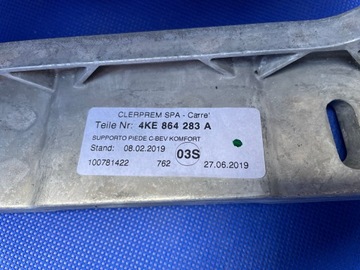 CLERPREM SPA - Carre'
Teile Nr: 4KE 864 283 A
SUPPORTO PIEDE C-BEV KOMFORT
Stand: 08.02.2019 03S
100781422 762 27.06.2019